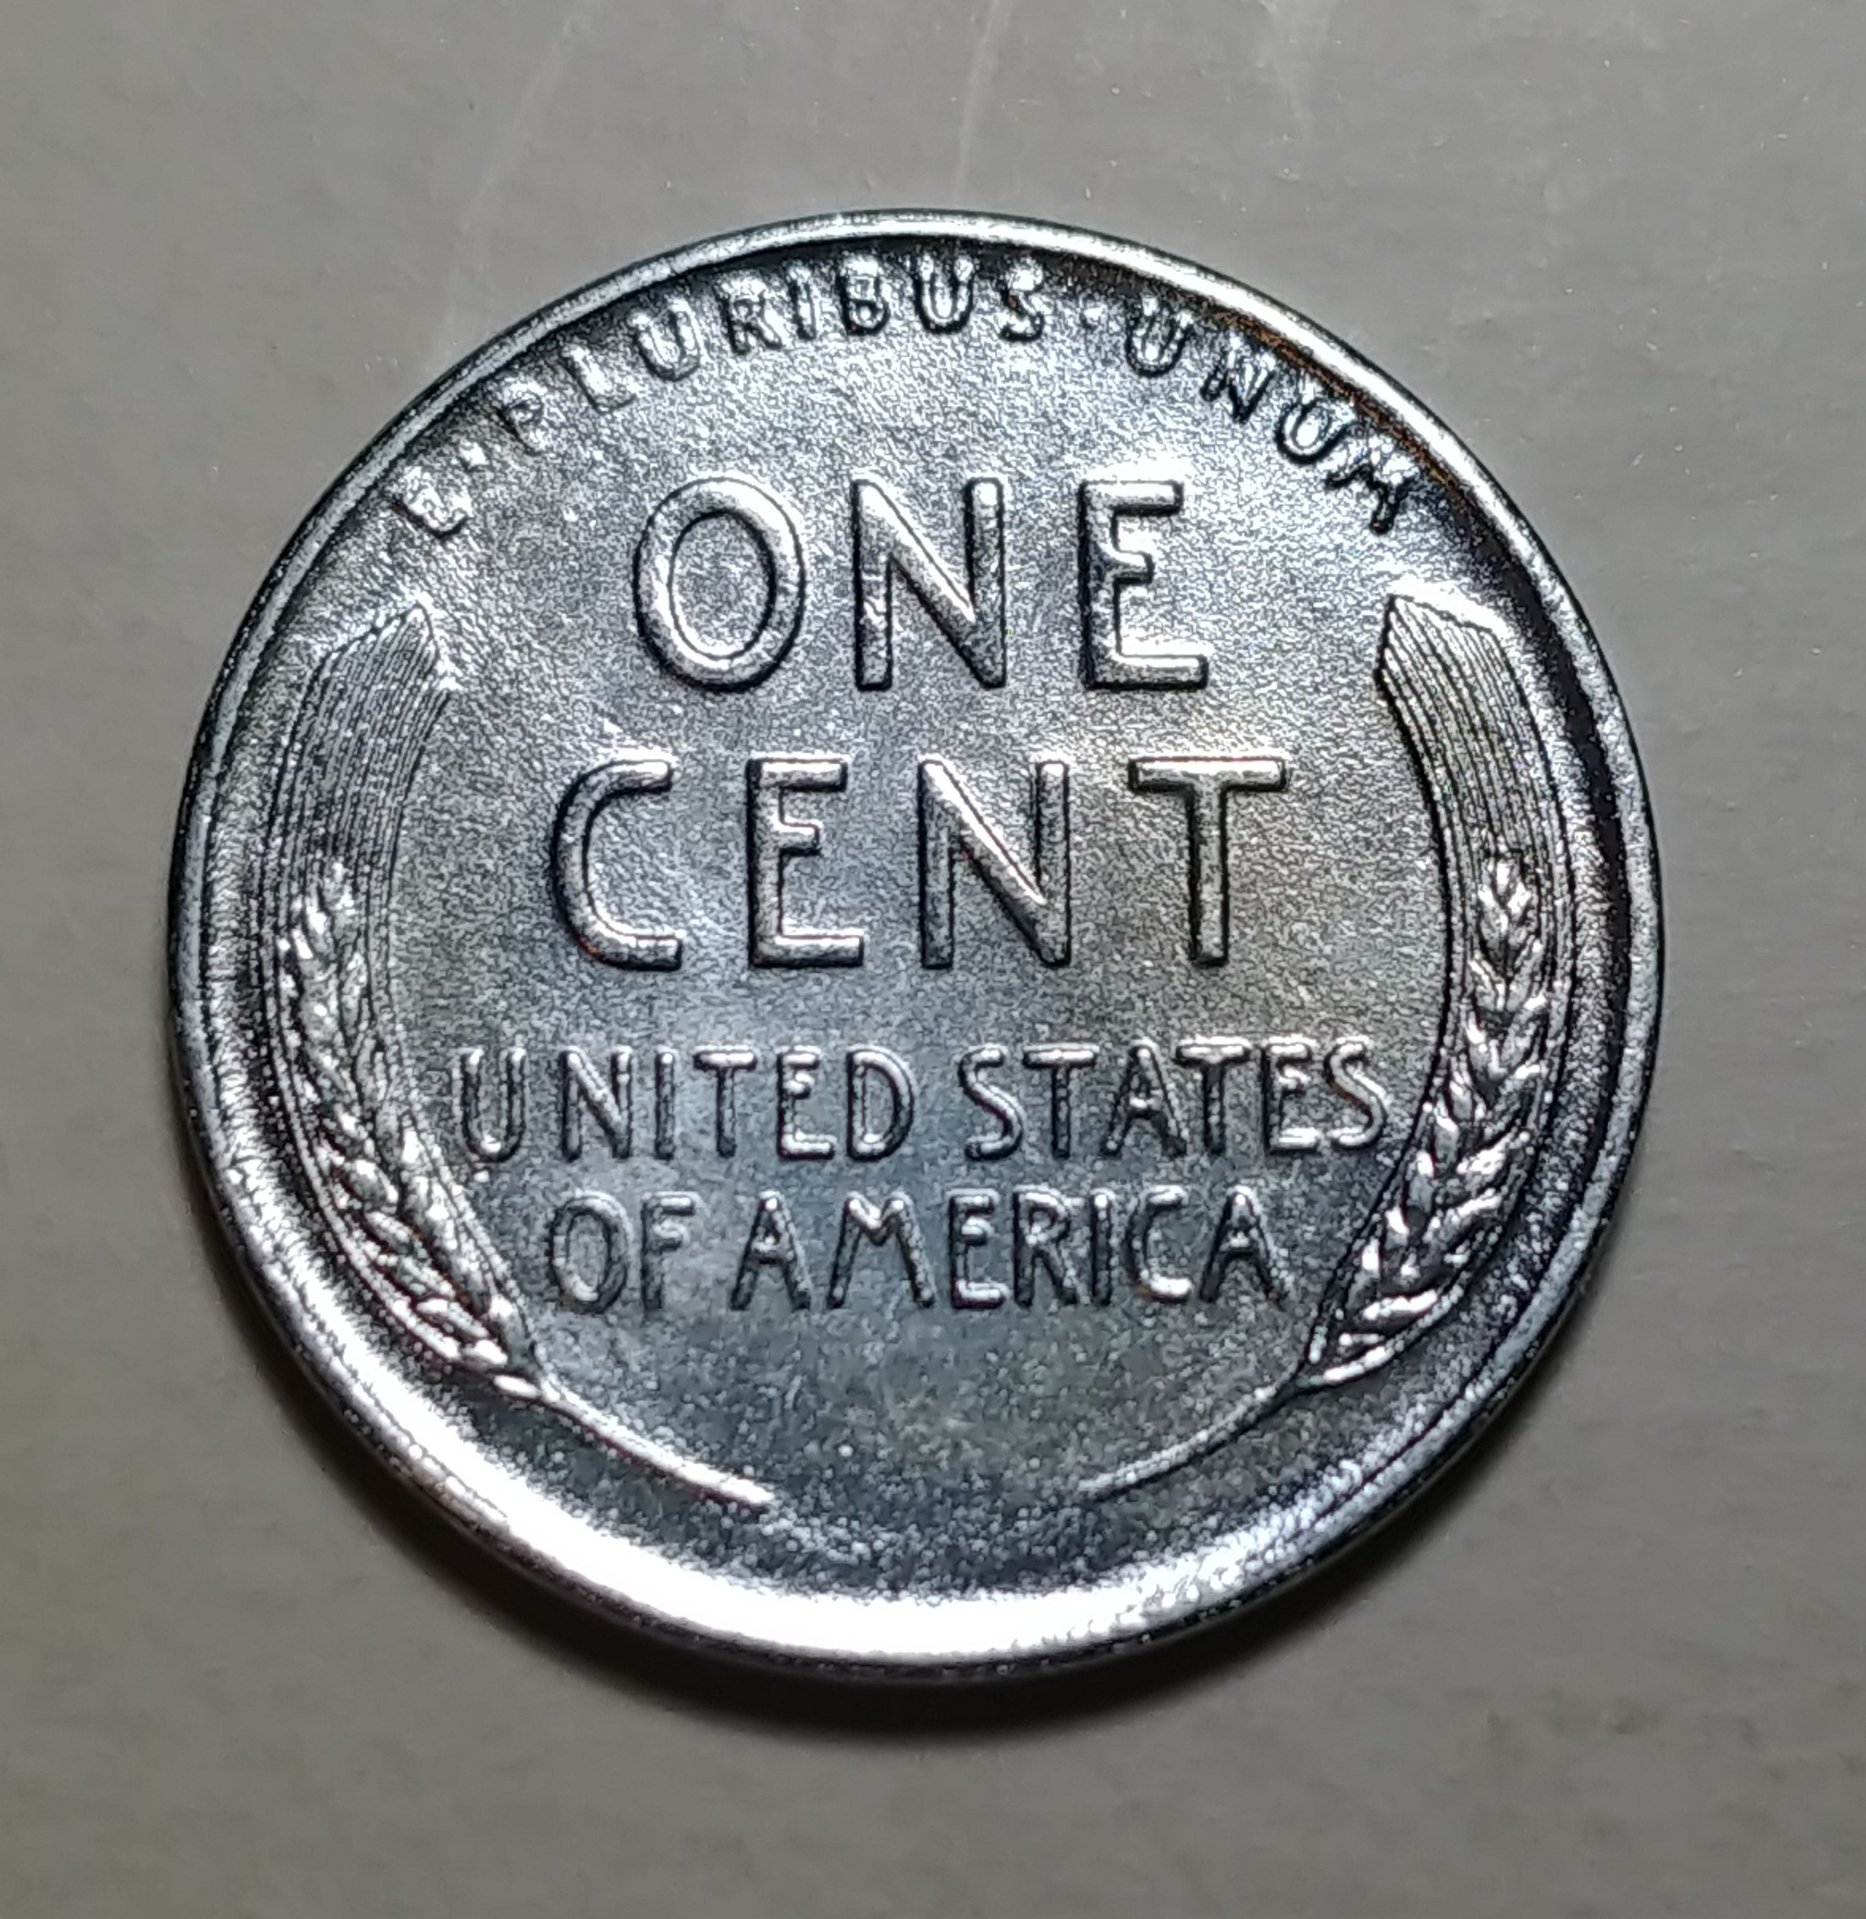 E·PLURIBUS·UNUM
ONE
CENT
UNITED STATES
OF AMERICA